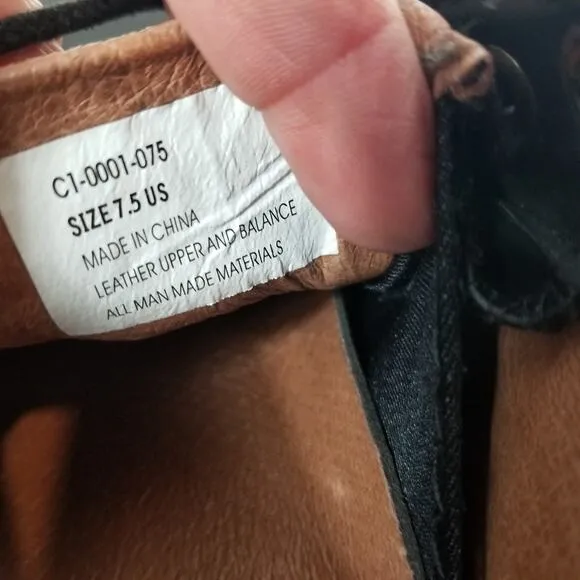 C1-0001-075
SIZE 7.5 US
MADE IN CHINA
LEATHER UPPER AND BALANCE
ALL MAN MADE MATERIALS